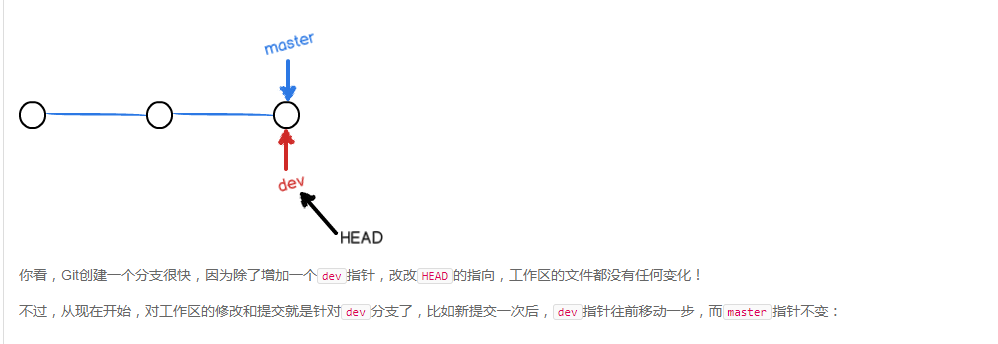 master
dev
HEAD
你看，Git创建一个分支很快，因为除了增加一个dev指针，改改HEAD的指向，工作区的文件都没有任何变化！
不过，从现在开始，对工作区的修改和提交就是针对dev分支了，比如新提交一次后，dev指针往前移动一步，而master指针不变：